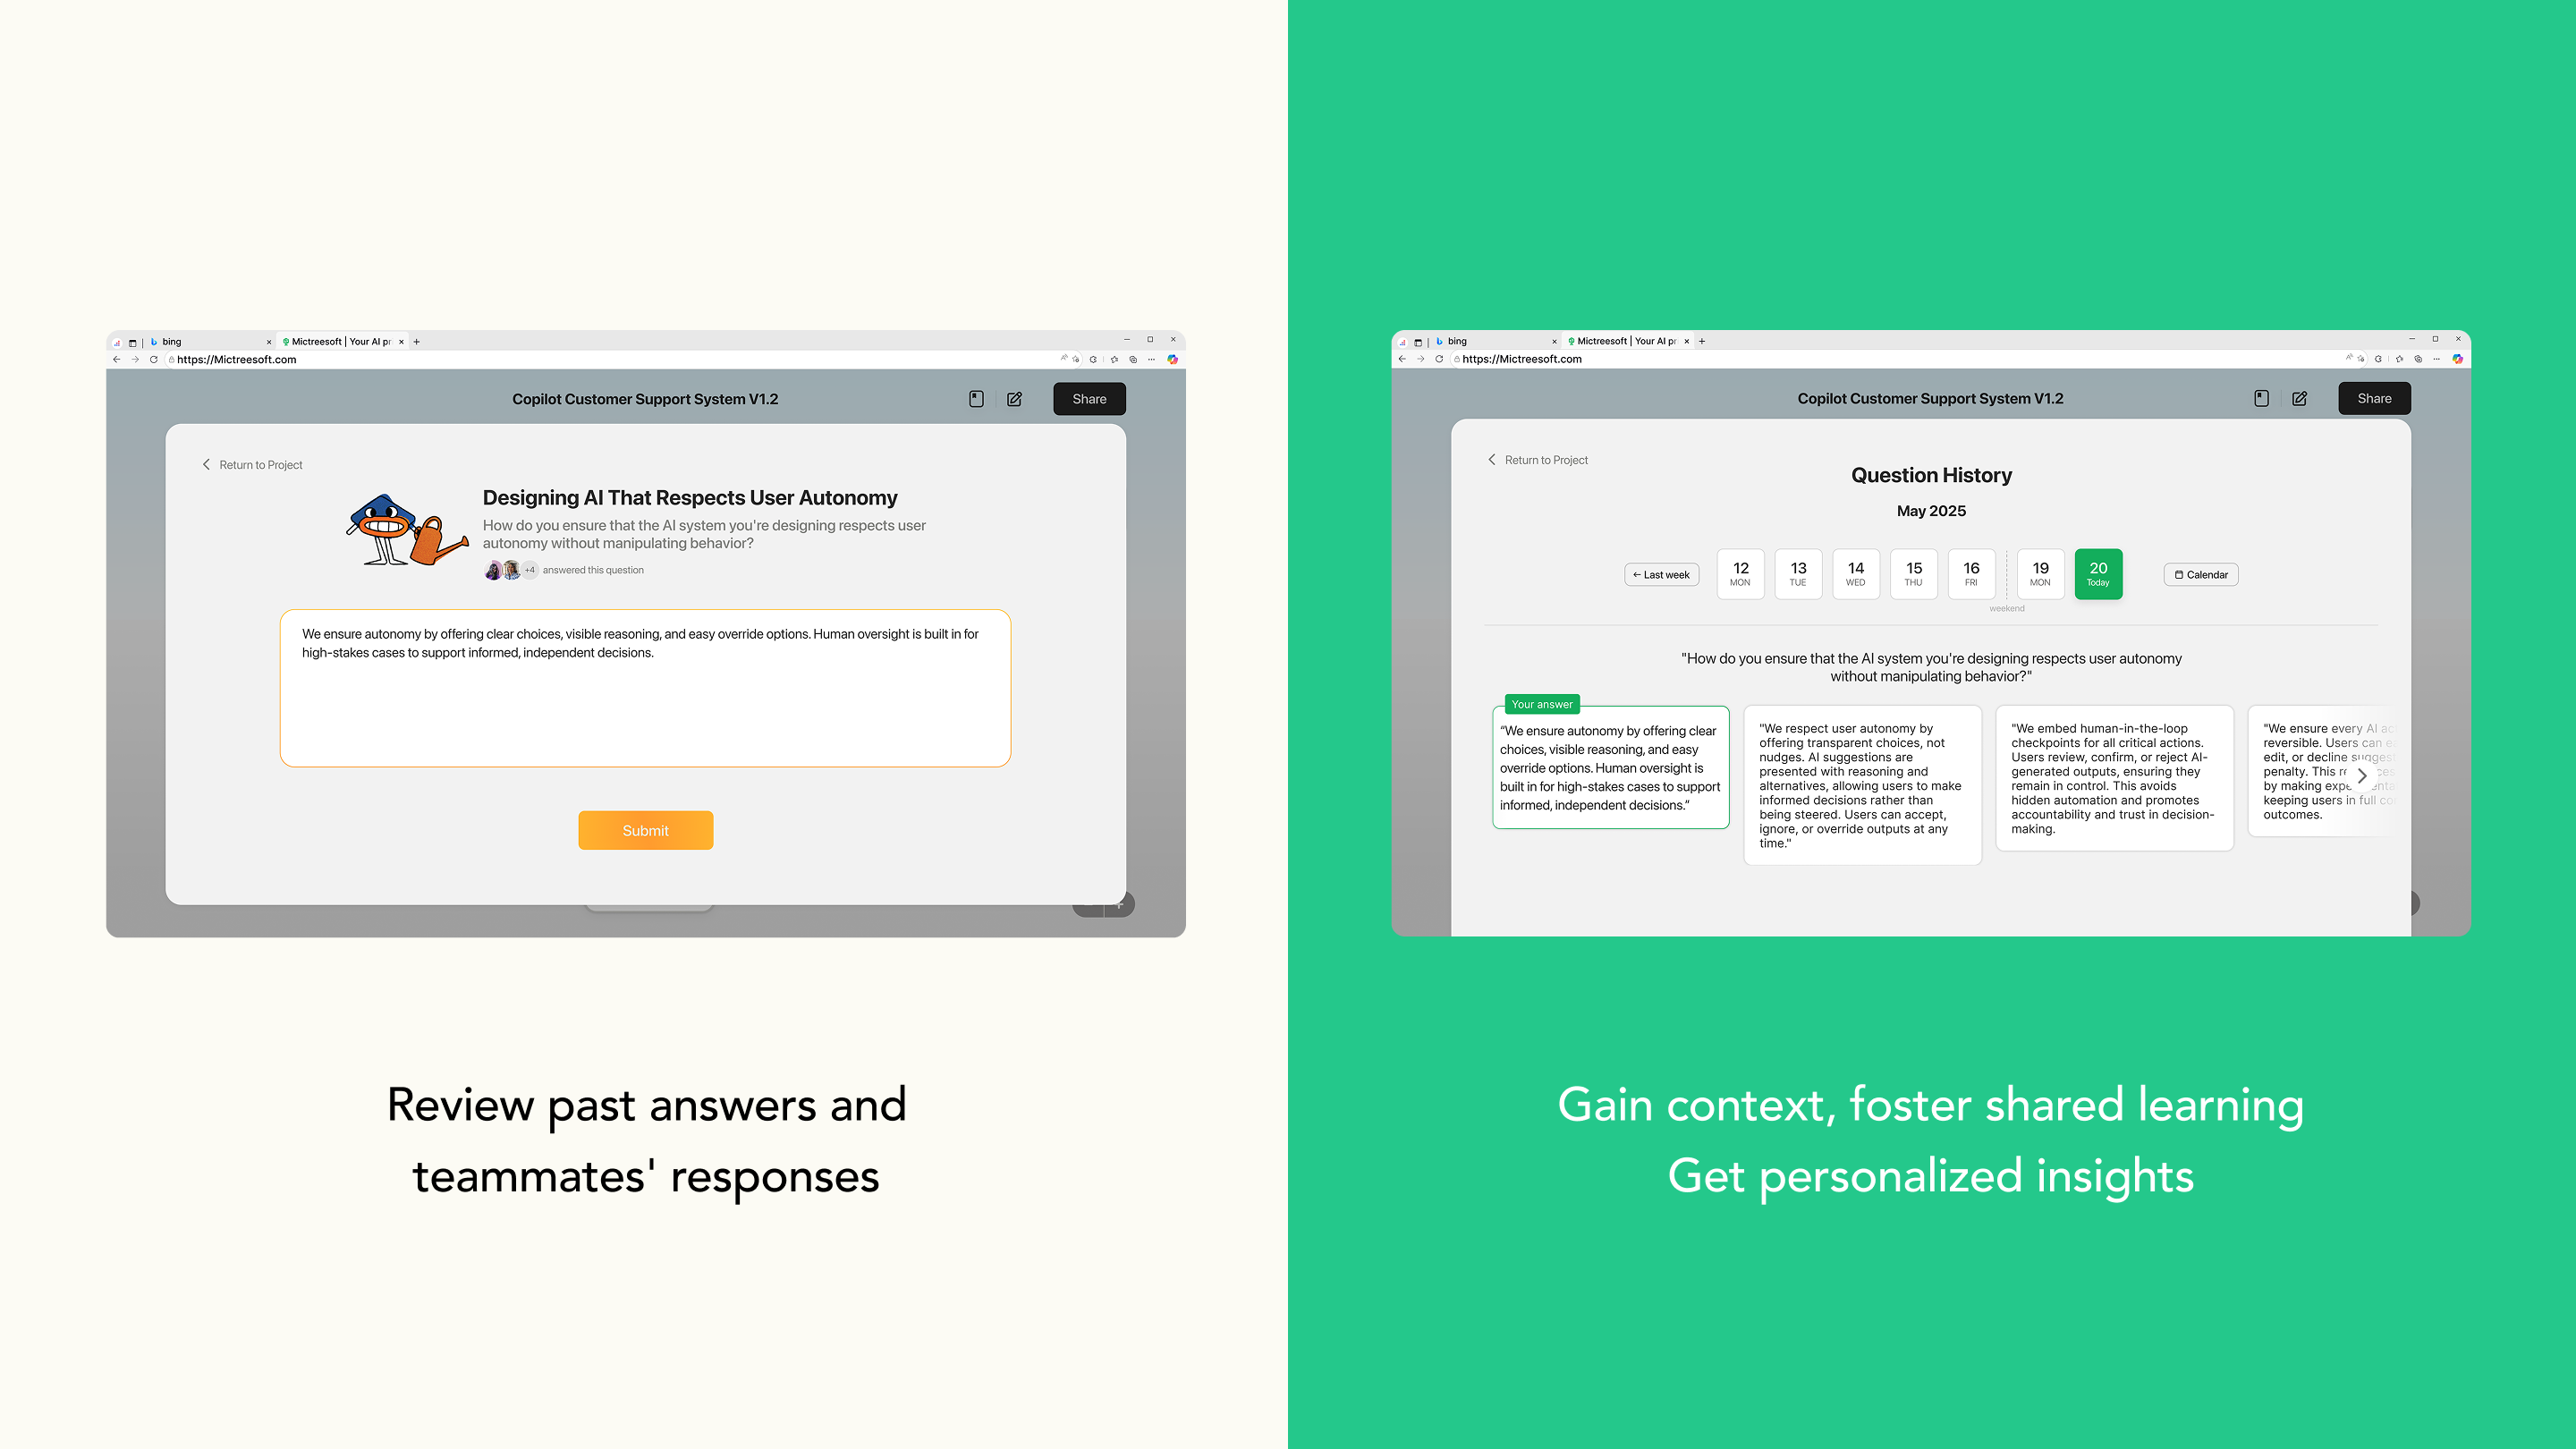 bing
Mictreesoft | Your AI pr
https://Mictreesoft.com
Copilot Customer Support System V1.2
Share
Return to Project
Designing AI That Respects User Autonomy
How do you ensure that the AI system you're designing respects user
autonomy without manipulating behavior?
+4 answered this question
We ensure autonomy by offering clear choices, visible reasoning, and easy override options. Human oversight is built in for
high-stakes cases to support informed, independent decisions.
Submit
Review past answers and
teammates' responses
bing
Mictreesoft | Your AI pr
https://Mictreesoft.com
Copilot Customer Support System V1.2
Share
Return to Project
Question History
May 2025
Last week
12
MON
13
TUE
14
WED
15
THU
16
FRI
19
MON
20
Today
Calendar
weekend
"How do you ensure that the AI system you're designing respects user autonomy
without manipulating behavior?"
Your answer
“We ensure autonomy by offering clear
choices, visible reasoning, and easy
override options. Human oversight is
built in for high-stakes cases to support
informed, independent decisions.”
"We respect user autonomy by
offering transparent choices, not
nudges. AI suggestions are
presented with reasoning and
alternatives, allowing users to make
informed decisions rather than
being steered. Users can accept,
ignore, or override outputs at any
time."
"We embed human-in-the-loop
checkpoints for all critical actions.
Users review, confirm, or reject AI-
generated outputs, ensuring they
remain in control. This avoids
hidden automation and promotes
accountability and trust in decision-
making.
"We ensure every AI
reversible. Users can
edit, or decline
penalty. This
by making
keeping users in full
outcomes.
Gain context, foster shared learning
Get personalized insights